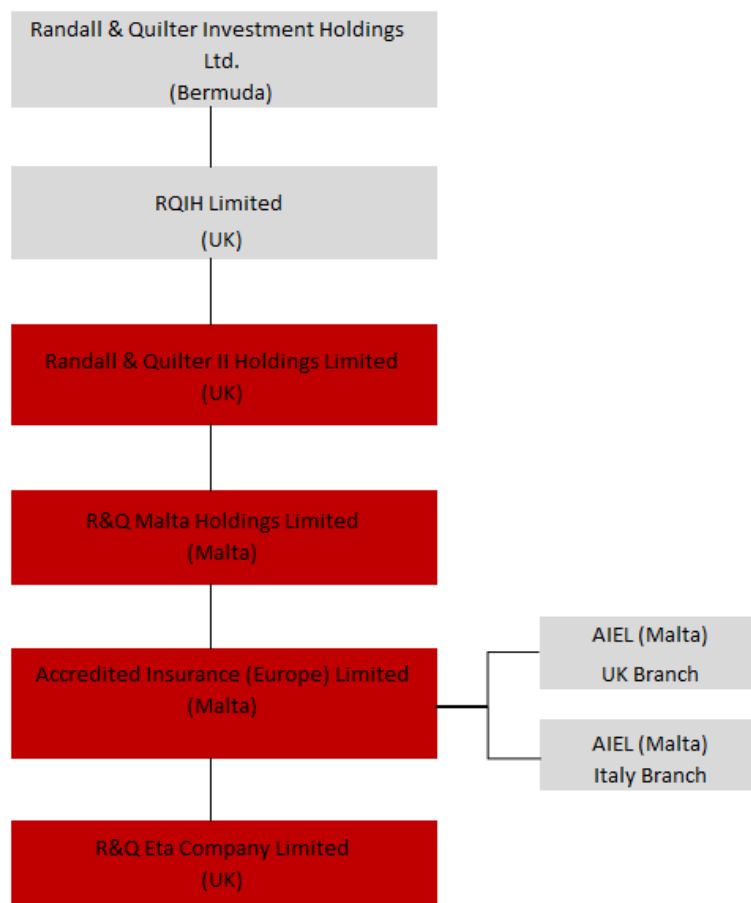 Randall & Quilter Investment Holdings
Ltd.
(Bermuda)
RQIH Limited
(UK)
Randall & Quilter II Holdings Limited
(UK)
R&Q Malta Holdings Limited
(Malta)
Accredited Insurance (Europe) Limited
(Malta)
AIEL (Malta)
UK Branch
AIEL (Malta)
Italy Branch
R&Q Eta Company Limited
(UK)